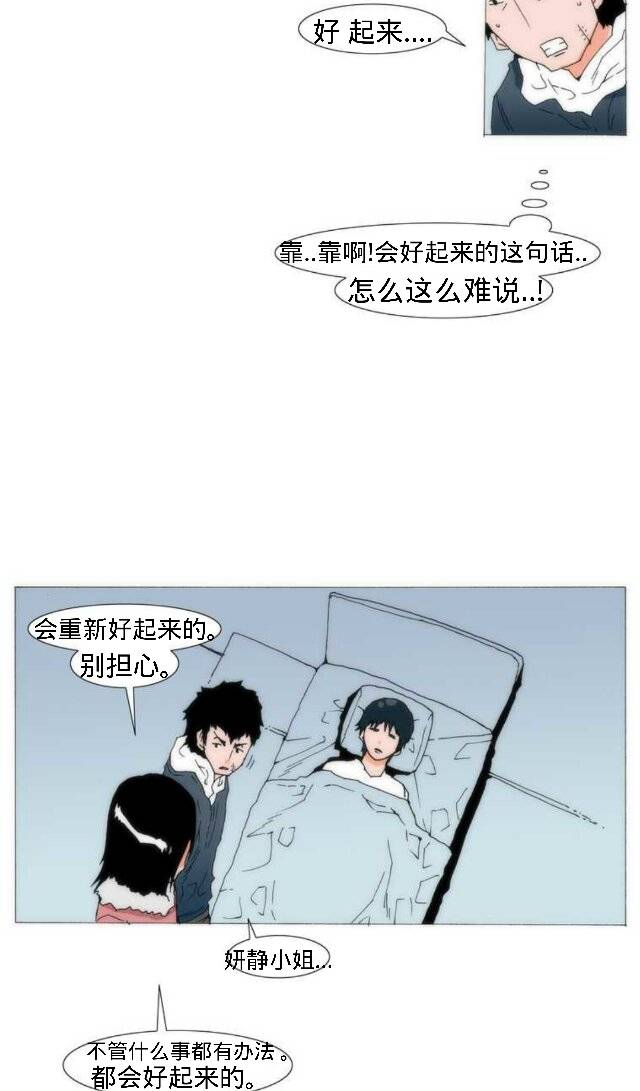 好 起来....
靠..靠啊!会好起来的这句话..
怎么这么难说..!
会重新好起来的。
别担心。
妍静小姐...
不管什么事都有办法。
都会好起来的。